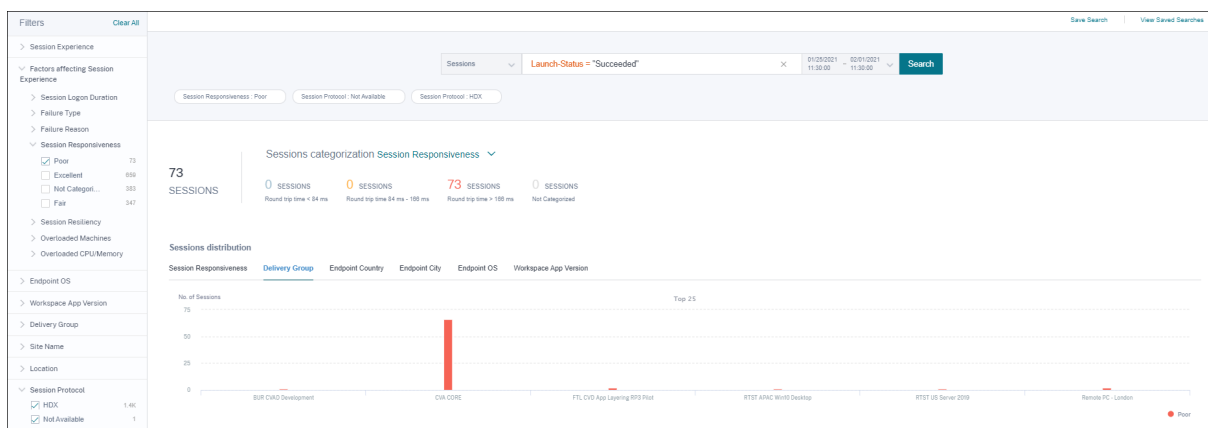 Filters
Clear All
Session Experience
Factors affecting Session
Experience
Session Logon Duration
Failure Type
Failure Reason
Session Responsiveness
Poor 73
Excellent 659
Not Categori... 383
Fair 347
Session Resiliency
Overloaded Machines
Overloaded CPU/Memory
Endpoint OS
Workspace App Version
Delivery Group
Site Name
Location
Session Protocol
HDX 1.4K
Not Available 1
Save Search
View Saved Searches
Sessions
Launch-Status = "Succeeded"
01/25/2021 – 02/01/2021
11:30:00 11:30:00
Search
Session Responsiveness : Poor
Session Protocol : Not Available
Session Protocol : HDX
73
SESSIONS
Sessions categorization Session Responsiveness
0 SESSIONS
Round trip time < 84 ms
0 SESSIONS
Round trip time 84 ms - 166 ms
73 SESSIONS
Round trip time > 166 ms
0 SESSIONS
Not Categorized
Sessions distribution
Session Responsiveness
Delivery Group
Endpoint Country
Endpoint City
Endpoint OS
Workspace App Version
No. of Sessions
Top 25
75
50
25
0
BUR CVAD Development
CVA CORE
FTL CVD App Layering RP3 Pilot
RTST APAC Win10 Desktop
RTST US Server 2019
Remote PC - London
Poor